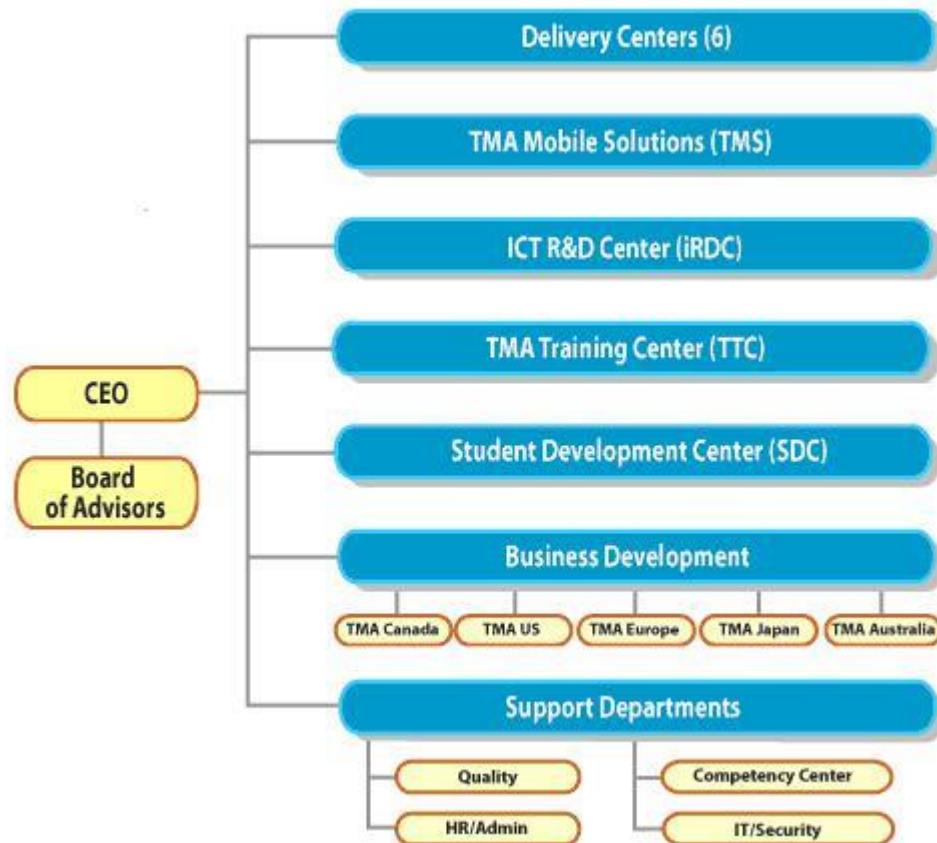 Delivery Centers (6)
TMA Mobile Solutions (TMS)
ICT R&D Center (iRDC)
TMA Training Center (TTC)
CEO
Student Development Center (SDC)
Board
of Advisors
Business Development
TMA Canada
TMA US
TMA Europe
TMA Japan
TMA Australia
Support Departments
Quality
Competency Center
HR/Admin
IT/Security